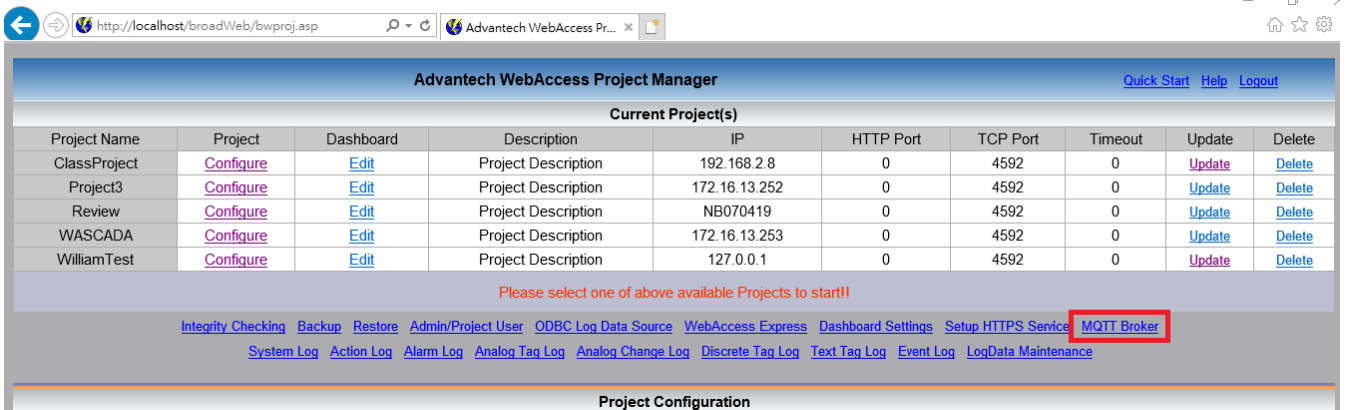 http://localhost/broadWeb/bwproj.asp
Advantech WebAccess Pr...
Advantech WebAccess Project Manager Quick Start Help Logout
Current Project(s)
Project Name Project Dashboard Description IP HTTP Port TCP Port Timeout Update Delete
ClassProject Configure Edit Project Description 192.168.2.8 0 4592 0 Update Delete
Project3 Configure Edit Project Description 172.16.13.252 0 4592 0 Update Delete
Review Configure Edit Project Description NB070419 0 4592 0 Update Delete
WASCADA Configure Edit Project Description 172.16.13.253 0 4592 0 Update Delete
WilliamTest Configure Edit Project Description 127.0.0.1 0 4592 0 Update Delete
Please select one of above available Projects to start!!
Integrity Checking Backup Restore Admin/Project User ODBC Log Data Source WebAccess Express Dashboard Settings Setup HTTPS Service MQTT Broker
System Log Action Log Alarm Log Analog Tag Log Analog Change Log Discrete Tag Log Text Tag Log Event Log LogData Maintenance
Project Configuration